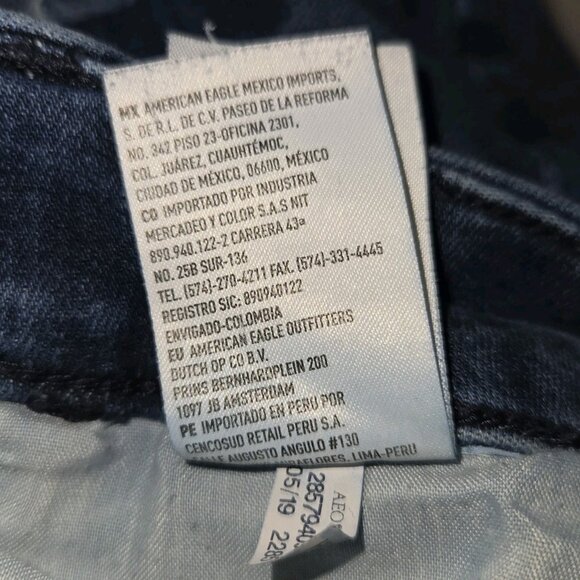 MX AMERICAN EAGLE MEXICO IMPORTS,
S. DE R.L. DE C.V. PASEO DE LA REFORMA
NO. 342 PISO 23-OFICINA 2301,
COL. JUÁREZ, CUAUHTÉMOC,
CIUDAD DE MÉXICO, 06600, MÉXICO
CO IMPORTADO POR INDUSTRIA
MERCADEO Y COLOR S.A.S NIT
890.940.122-2 CARRERA 43ª
NO. 25B SUR-136
TEL. (574)-270-4211 FAX. (574)-331-4445
REGISTRO SIC: 890940122
ENVIGADO-COLOMBIA
EU AMERICAN EAGLE OUTFITTERS
DUTCH OP CO B.V.
PRINS BERNHARDPLEIN 200
1097 JB AMSTERDAM
PE IMPORTADO EN PERU POR
CENCOSUD RETAIL PERU S.A.
CALLE AUGUSTO ANGULO #130
LIMA-PERU
AEO
05/19